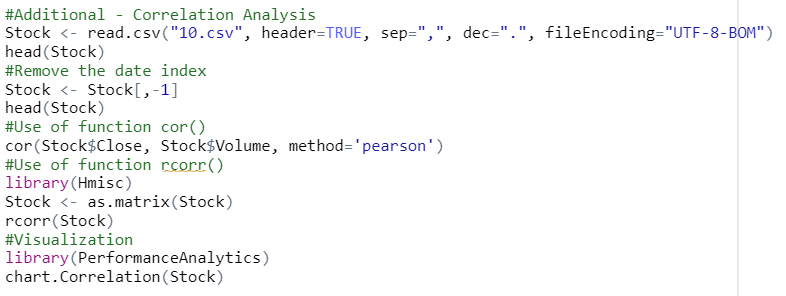 #Additional - Correlation Analysis
Stock <- read.csv("10.csv", header=TRUE, sep=",", dec=".", fileEncoding="UTF-8-BOM")
head(Stock)
#Remove the date index
Stock <- Stock[,-1]
head(Stock)
#Use of function cor()
cor(Stock$Close, Stock$Volume, method='pearson')
#Use of function rcorr()
library(Hmisc)
Stock <- as.matrix(Stock)
rcorr(Stock)
#Visualization
library(PerformanceAnalytics)
chart.Correlation(Stock)